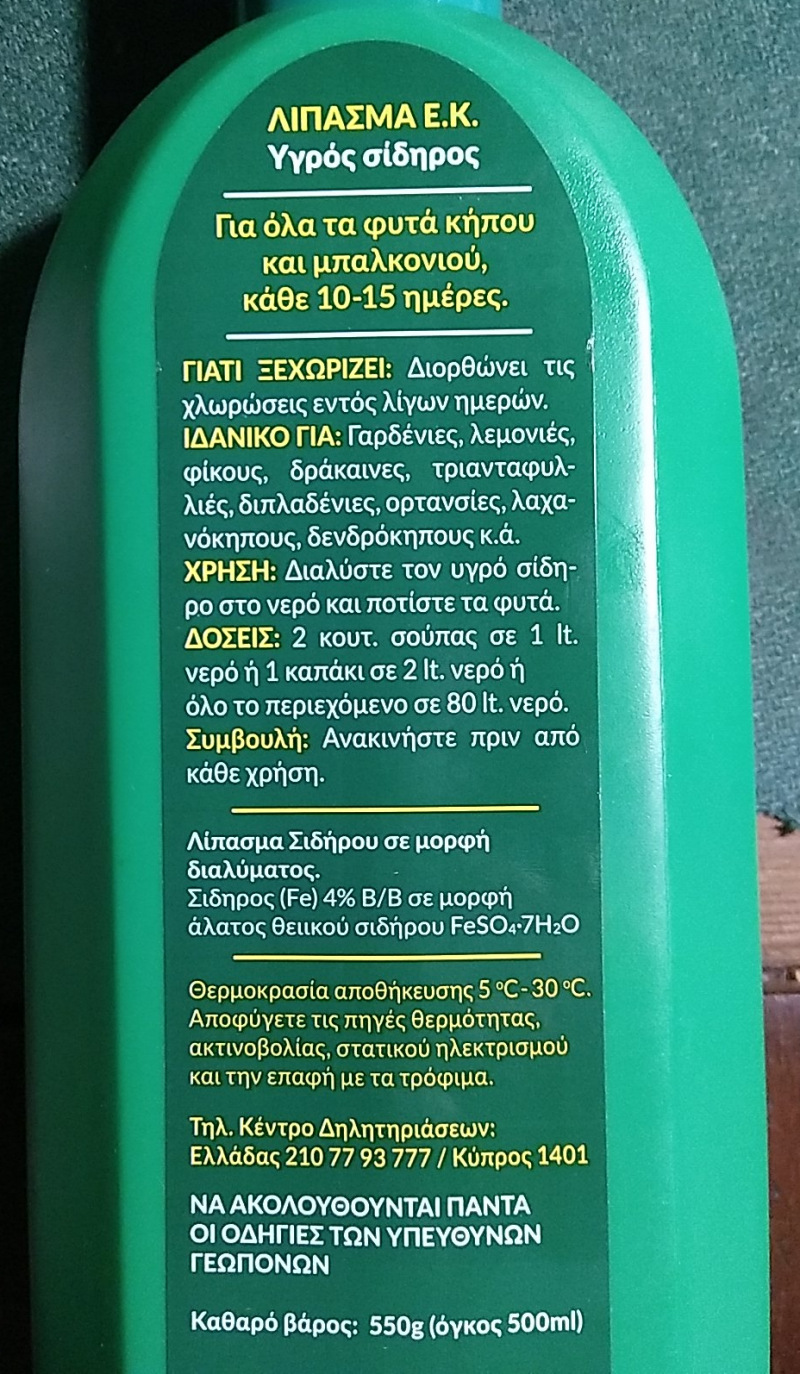 ΛΙΠΑΣΜΑ Ε.Κ.
Υγρός σίδηρος
Για όλα τα φυτά κήπου
και μπαλκονιού,
κάθε 10-15 ημέρες.
ΓΙΑΤΙ ΞΕΧΩΡΙΖΕΙ: Διορθώνει τις
χλωρώσεις εντός λίγων ημερών.
ΙΔΑΝΙΚΟ ΓΙΑ: Γαρδένιες, λεμονιές,
φίκους, δράκαινες, τριανταφυλ-
λιές, διπλαδένιες, ορτανσίες, λαχα-
νόκηπους, δενδρόκηπους κ.ά.
ΧΡΗΣΗ: Διαλύστε τον υγρό σίδη-
ρο στο νερό και ποτίστε τα φυτά.
ΔΟΣΕΙΣ: 2 κουτ. σούπας σε 1 lt.
νερό ή 1 καπάκι σε 2 lt. νερό ή
όλο το περιεχόμενο σε 80 lt. νερό.
Συμβουλή: Ανακινήστε πριν από
κάθε χρήση.
Λίπασμα Σιδήρου σε μορφή
διαλύματος.
Σιδηρος (Fe) 4% Β/Β σε μορφή
άλατος θειικού σιδήρου FeSO₄·7H₂O
Θερμοκρασία αποθήκευσης 5 °C - 30 °C.
Αποφύγετε τις πηγές θερμότητας,
ακτινοβολίας, στατικού ηλεκτρισμού
και την επαφή με τα τρόφιμα.
Τηλ. Κέντρο Δηλητηριάσεων:
Ελλάδας 210 77 93 777 / Κύπρος 1401
ΝΑ ΑΚΟΛΟΥΘΟΥΝΤΑΙ ΠΑΝΤΑ
ΟΙ ΟΔΗΓΙΕΣ ΤΩΝ ΥΠΕΥΘΥΝΩΝ
ΓΕΩΠΟΝΩΝ
Καθαρό βάρος: 550g (όγκος 500ml)